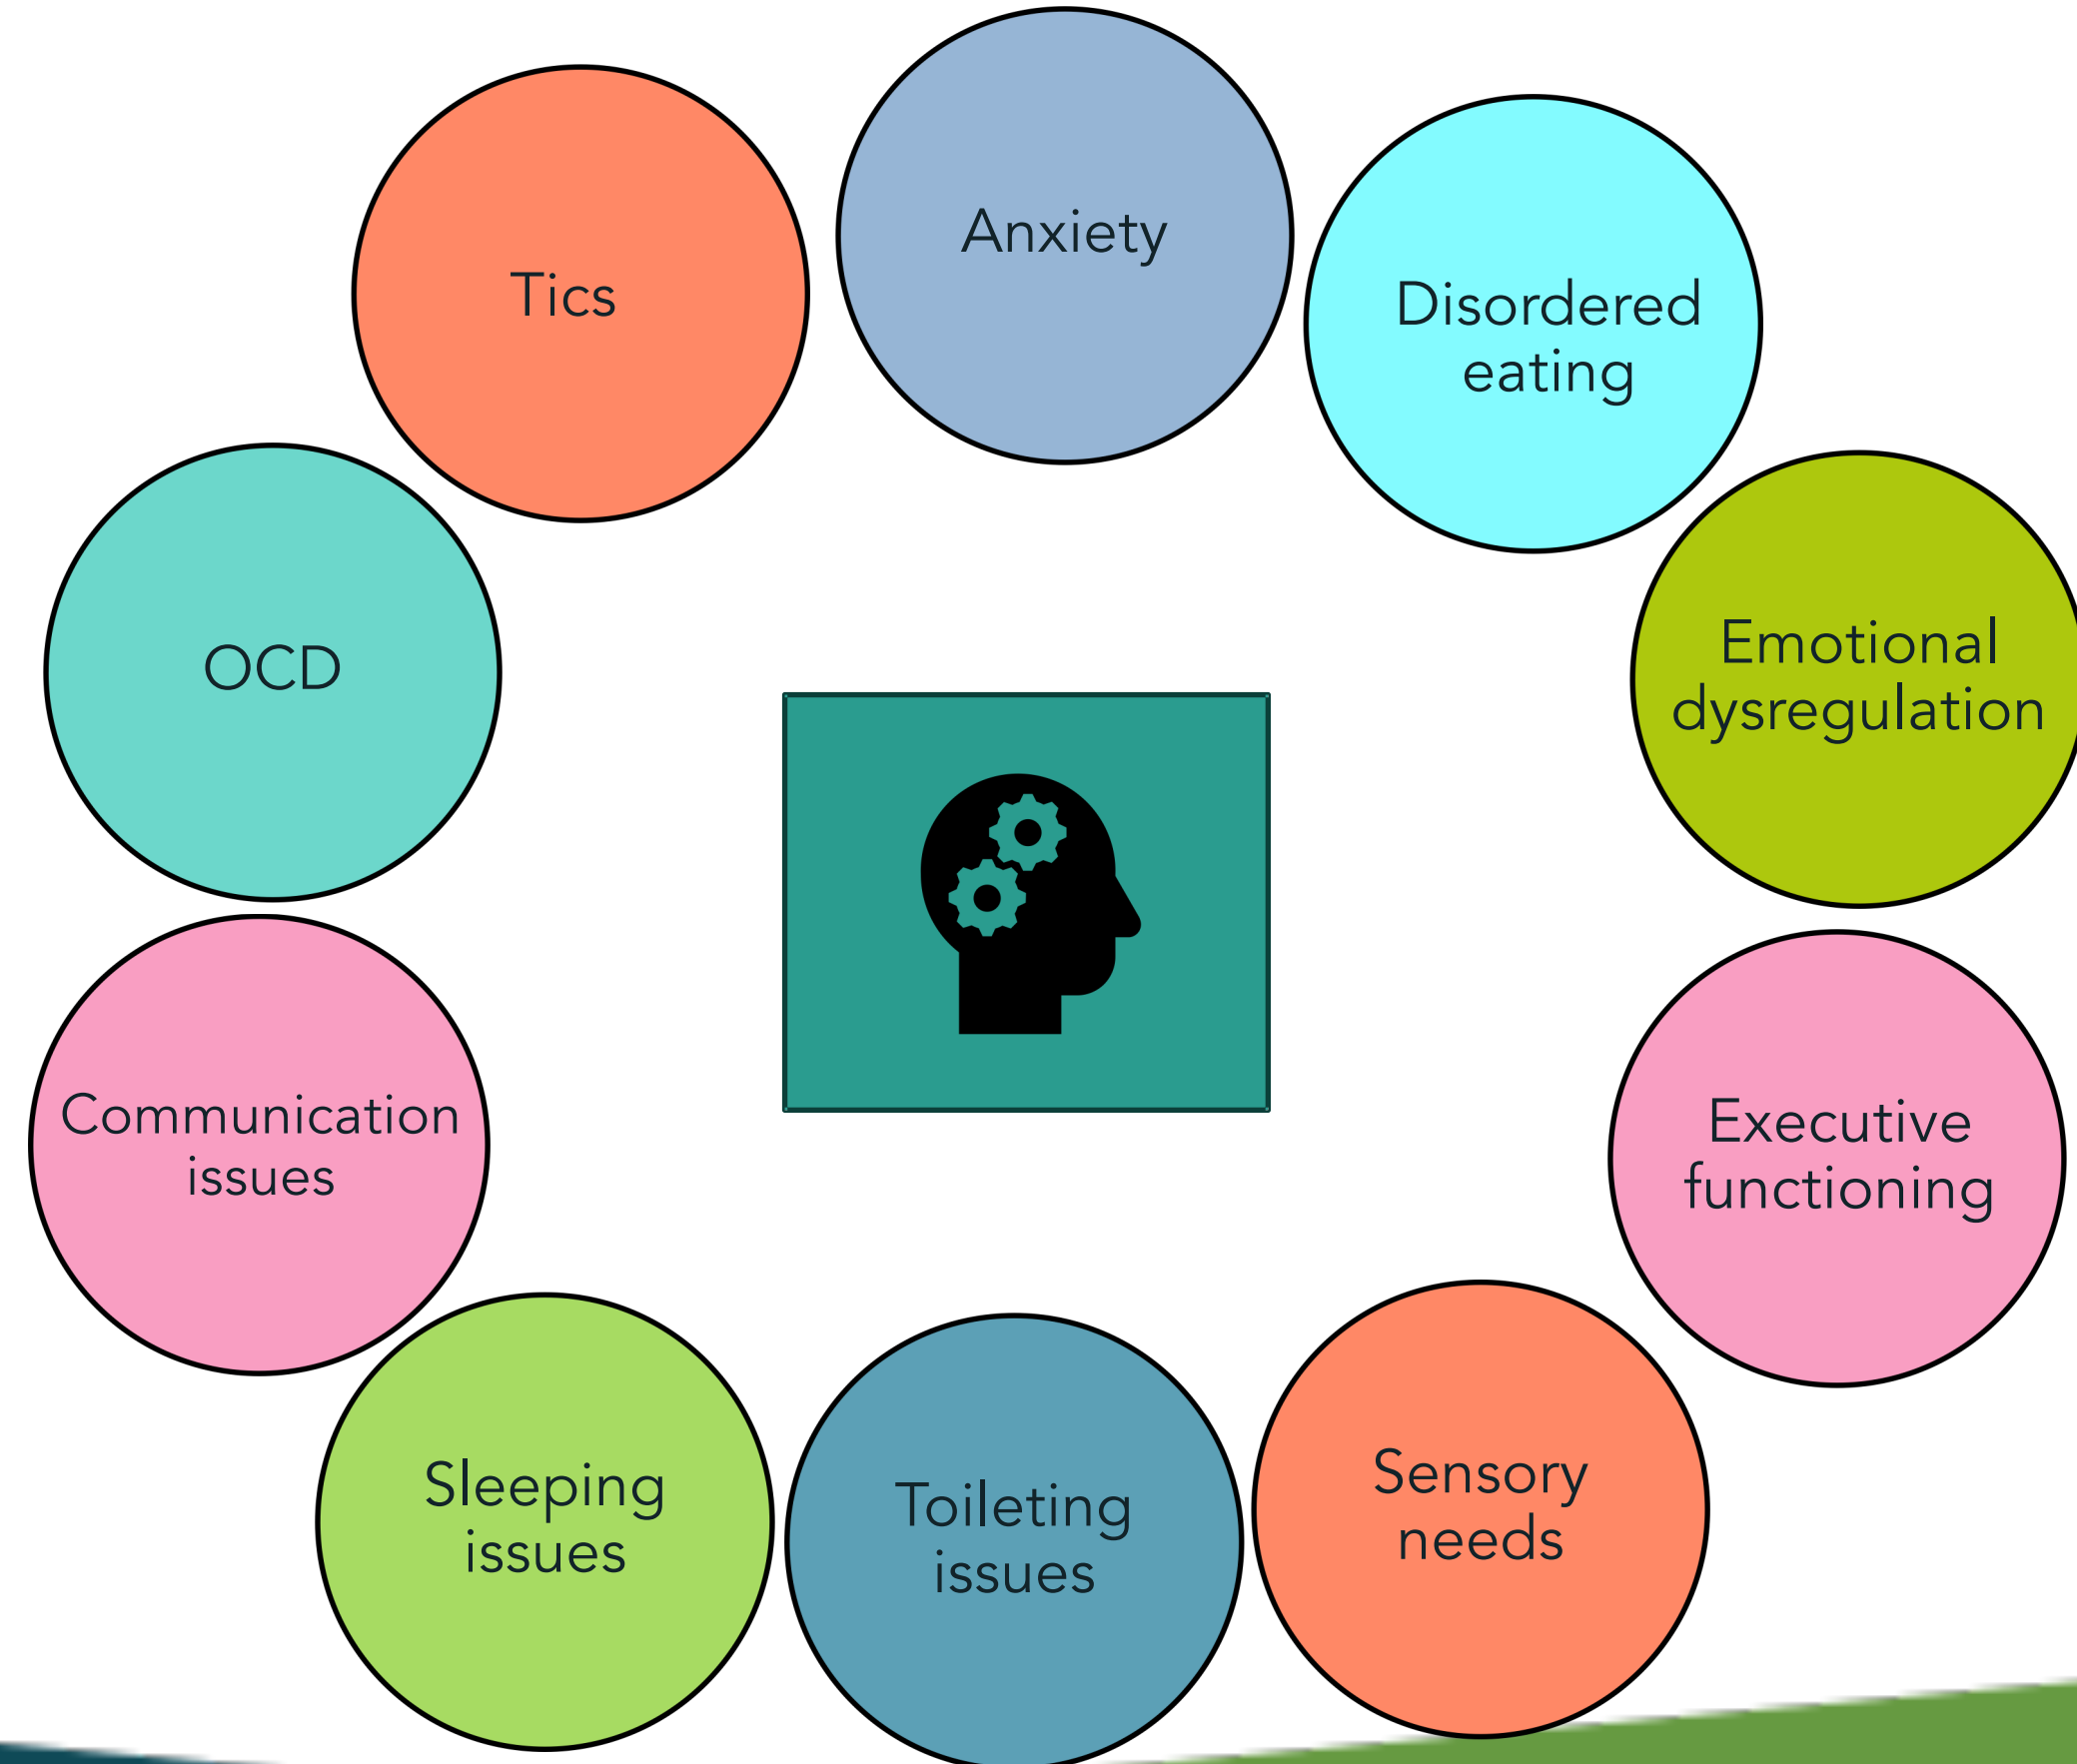 Anxiety
Disordered
eating
Emotional
dysregulation
Executive
functioning
Sensory
needs
Toileting
issues
Sleeping
issues
Communication
issues
OCD
Tics